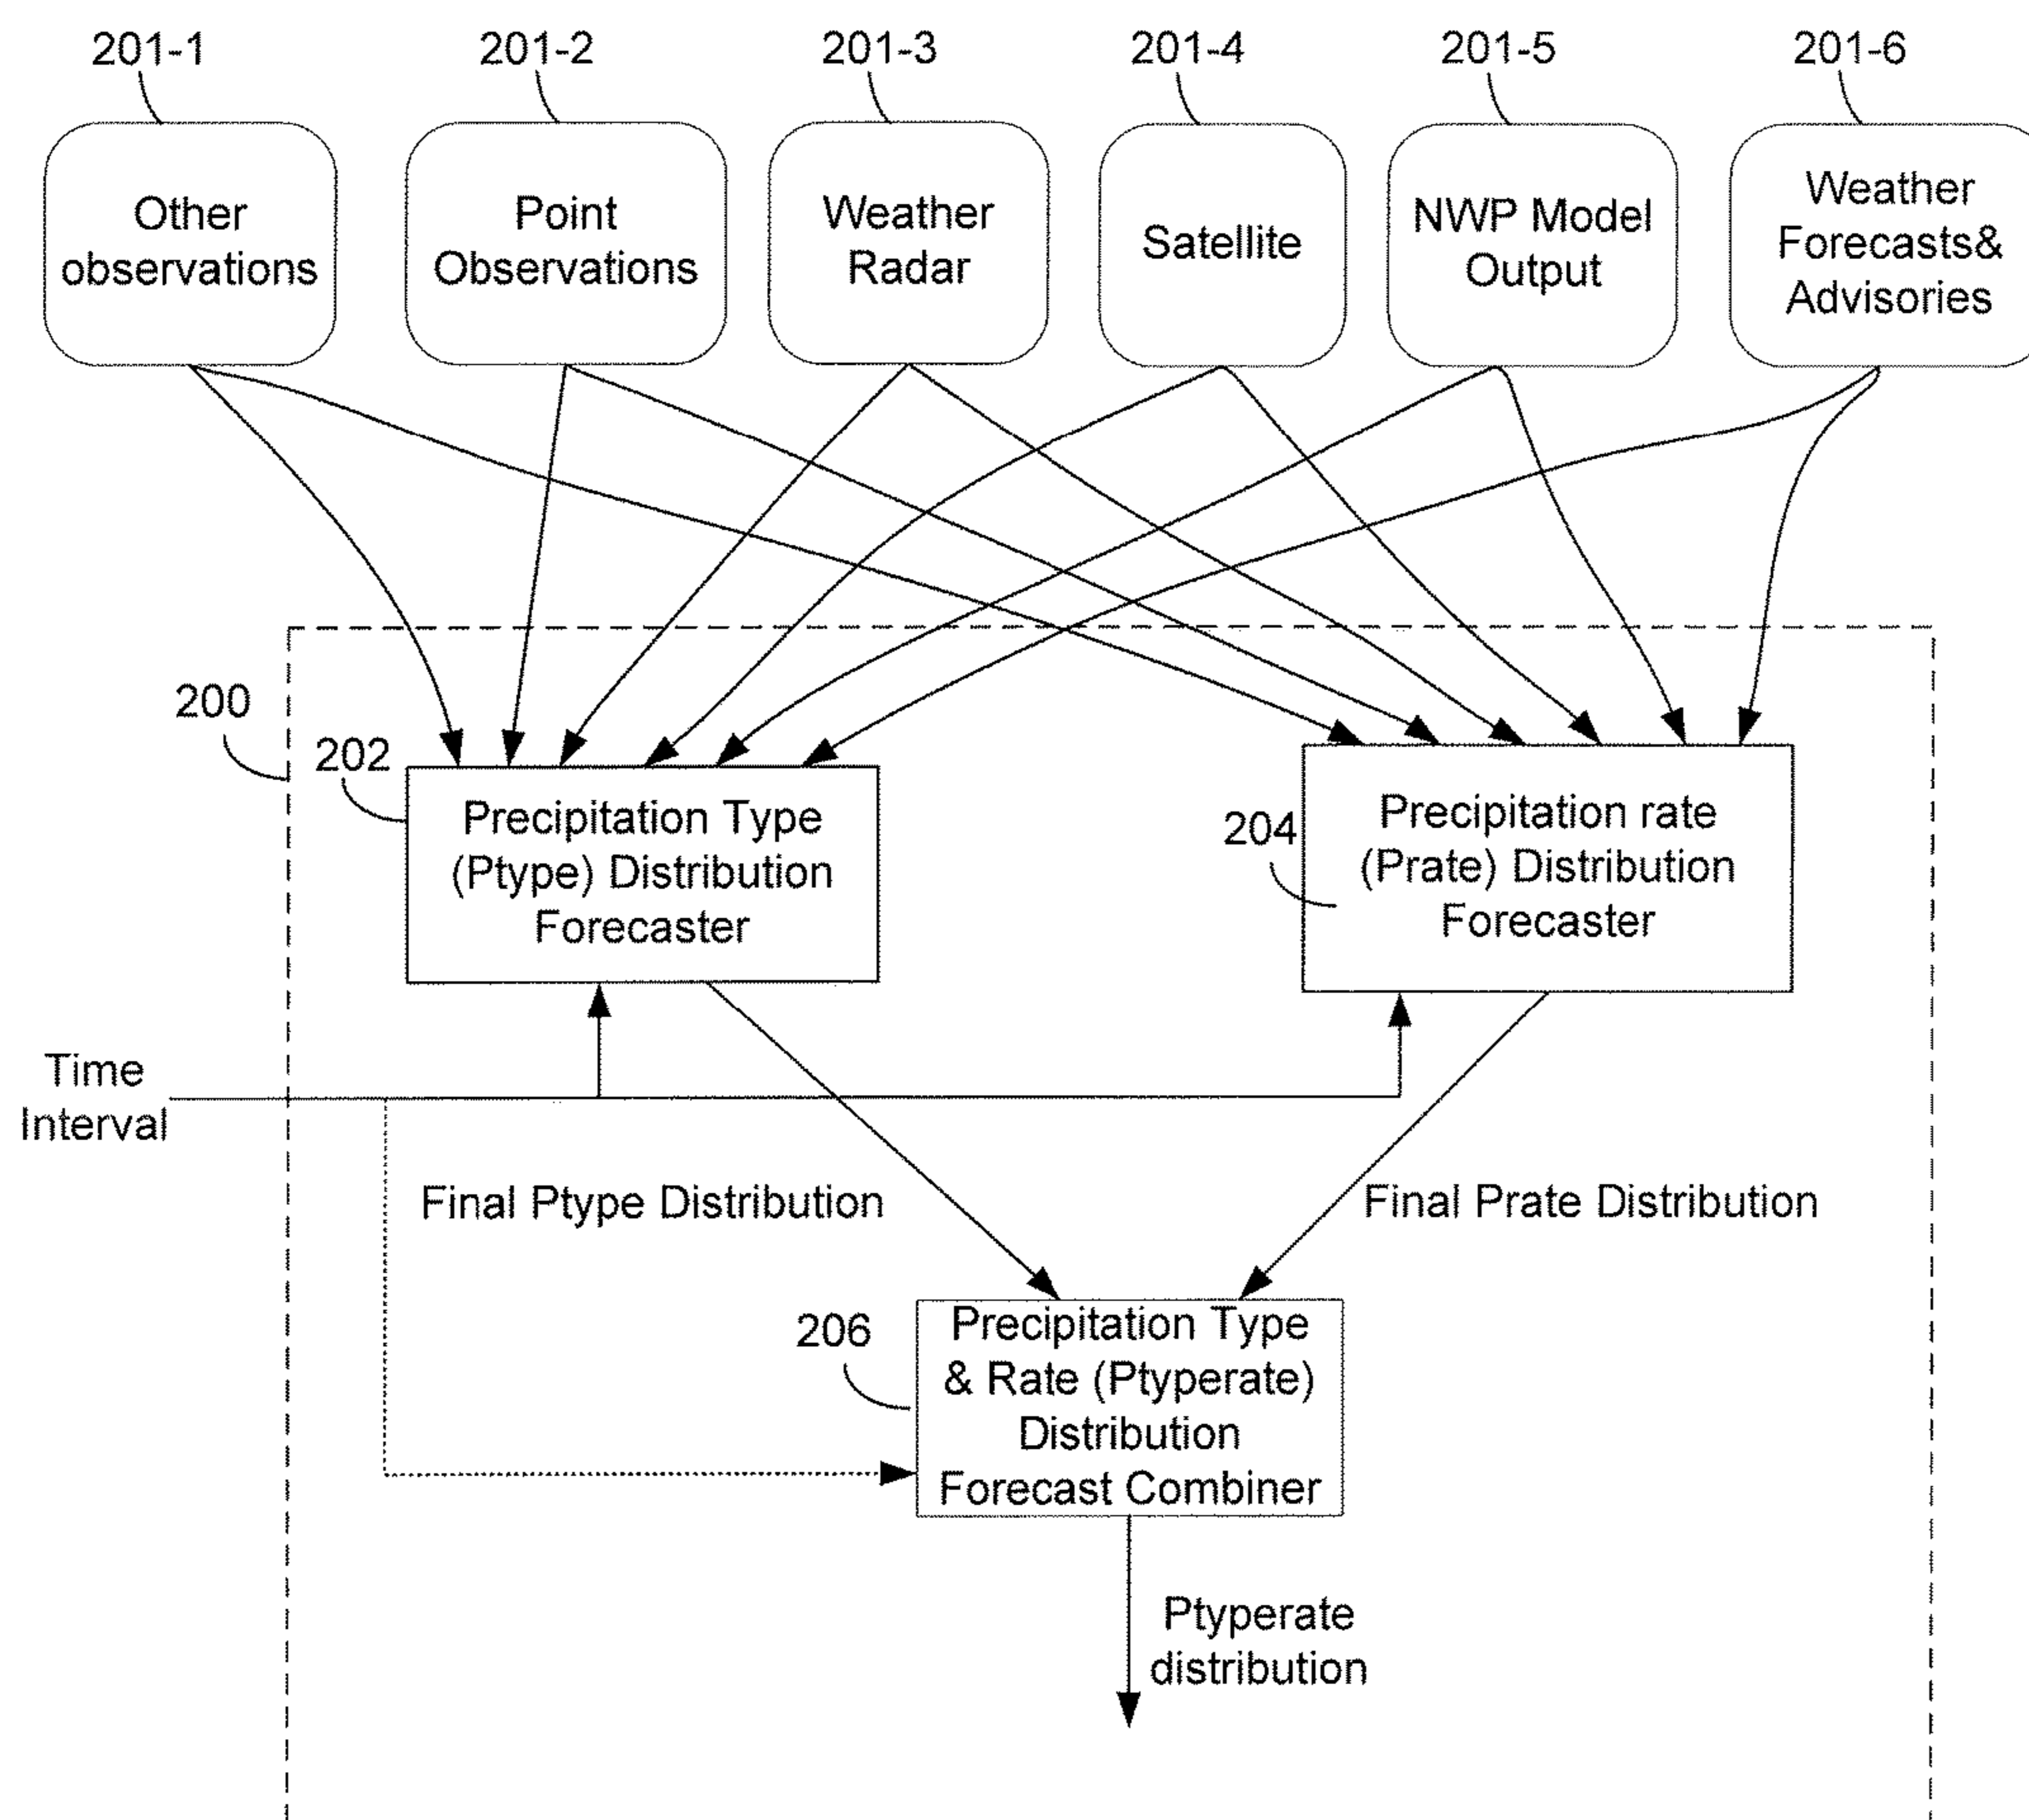 201-1
201-2
201-3
201-4
201-5
201-6
Other
observations
Point
Observations
Weather
Radar
Satellite
NWP Model
Output
Weather
Forecasts&
Advisories
200
202
Precipitation Type
(Ptype) Distribution
Forecaster
204
Precipitation rate
(Prate) Distribution
Forecaster
Time
Interval
Final Ptype Distribution
Final Prate Distribution
206
Precipitation Type
& Rate (Ptyperate)
Distribution
Forecast Combiner
Ptyperate
distribution